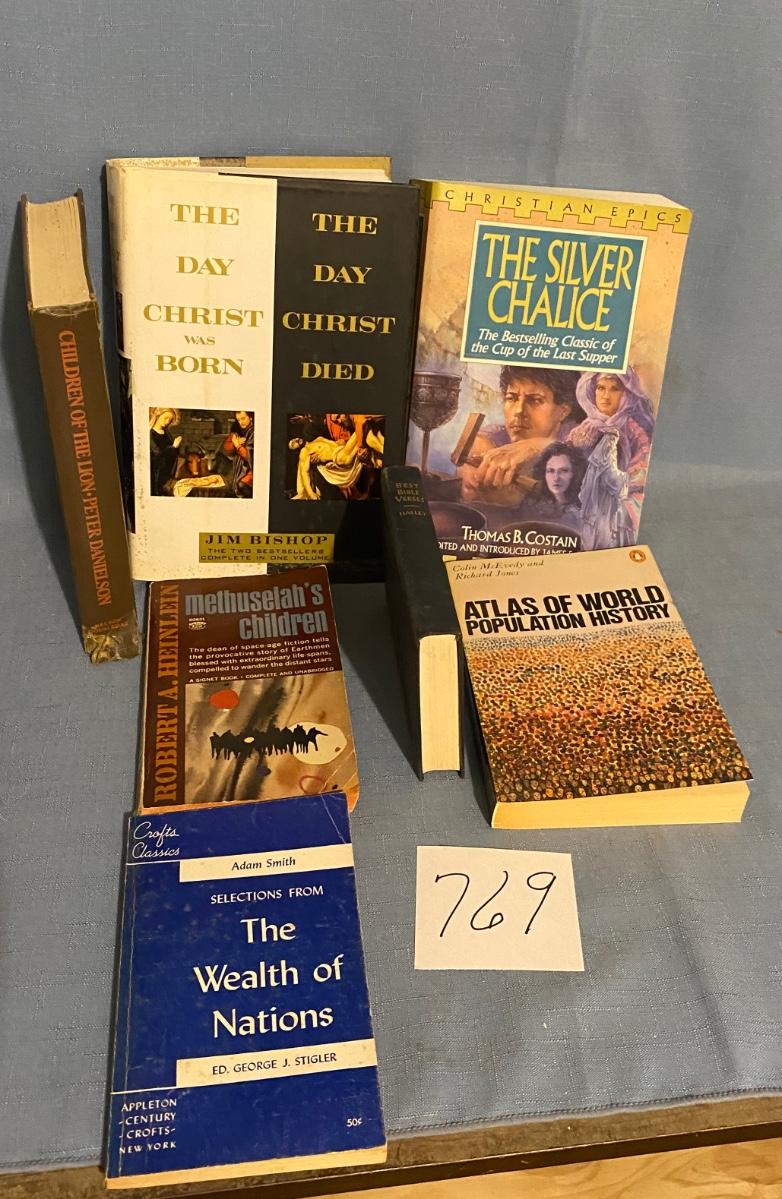 CHILDREN OF THE LION • PETER DANIELSON
THE
DAY
CHRIST
WAS
BORN
THE
DAY
CHRIST
DIED
JIM BISHOP
THE TWO BESTSELLERS
COMPLETE IN ONE VOLUME
CHRISTIAN EPICS
THE SILVER
CHALICE
The Bestselling Classic of
the Cup of the Last Supper
THOMAS B. COSTAIN
EDITED AND INTRODUCED BY JAMES
BEST
BIBLE
VERSES
HALLEY
ROBERT A. HEINLEIN
methuselah's
children
The dean of space-age fiction tells
the provocative story of Earthmen
blessed with extraordinary life-spans,
compelled to wander the distant stars
A SIGNET BOOK • COMPLETE AND UNABRIDGED
Colin McEvedy and
Richard Jones
ATLAS OF WORLD
POPULATION HISTORY
Crofts
Classics
Adam Smith
SELECTIONS FROM
The
Wealth of
Nations
ED. GEORGE J. STIGLER
APPLETON
-CENTURY
-CROFTS-
NEW YORK
50¢
769